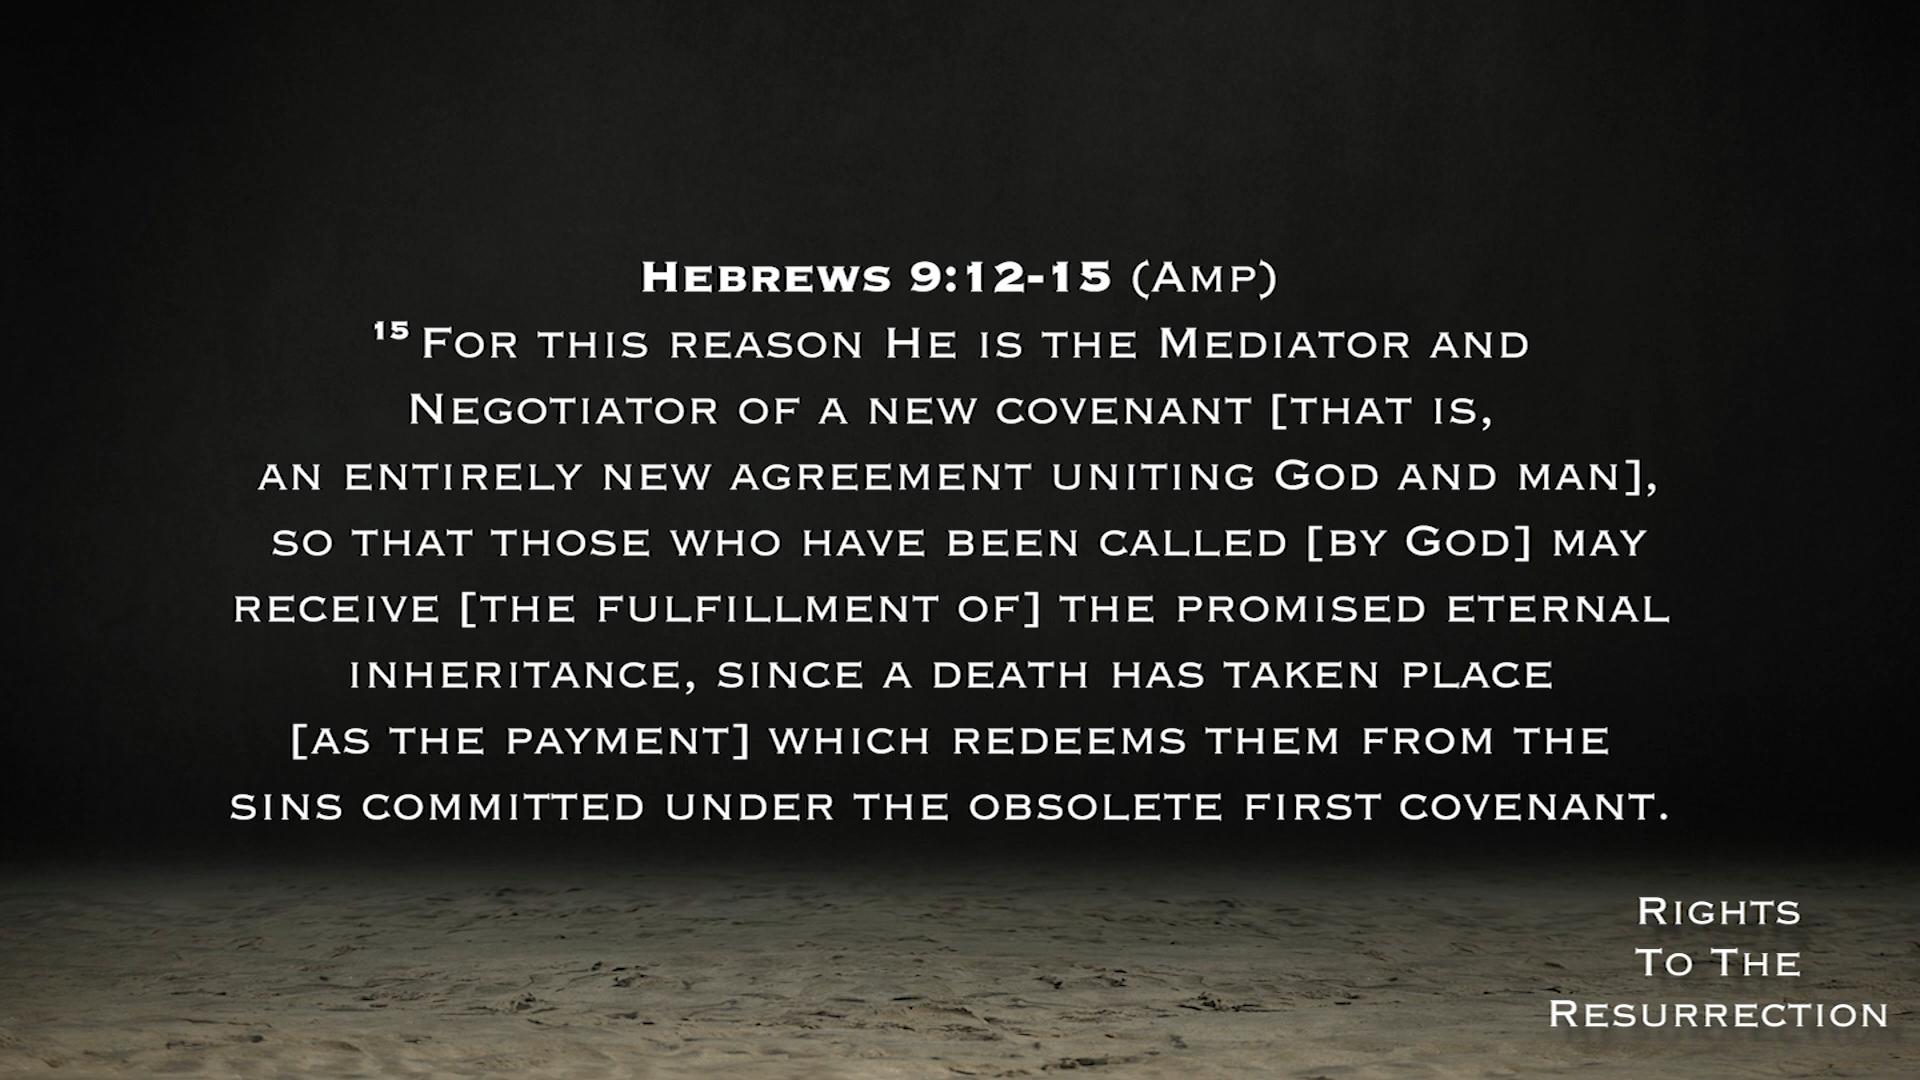 Hebrews 9:12-15 (Amp)
15 For this reason He is the Mediator and
Negotiator of a new covenant [that is,
an entirely new agreement uniting God and man],
so that those who have been called [by God] may
receive [the fulfillment of] the promised eternal
inheritance, since a death has taken place
[as the payment] which redeems them from the
sins committed under the obsolete first covenant.
Rights
To The
Resurrection